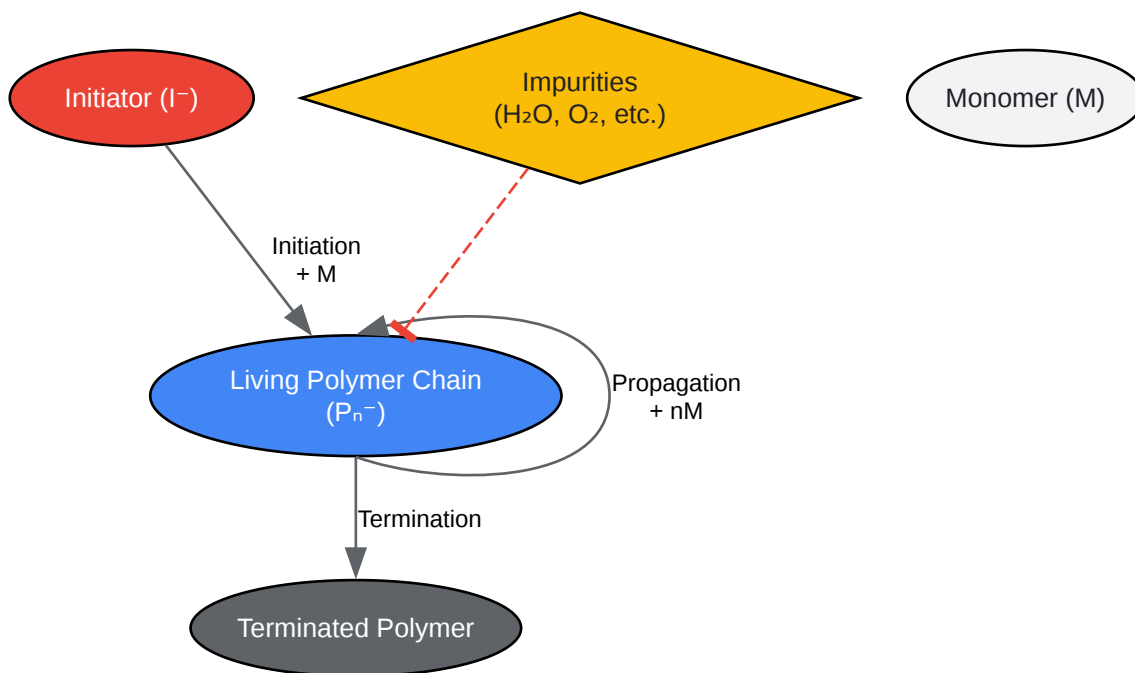 Initiator (I⁻)
Impurities
(H₂O, O₂, etc.)
Monomer (M)
Initiation
+ M
Living Polymer Chain
(Pₙ⁻)
Propagation
+ nM
Termination
Terminated Polymer